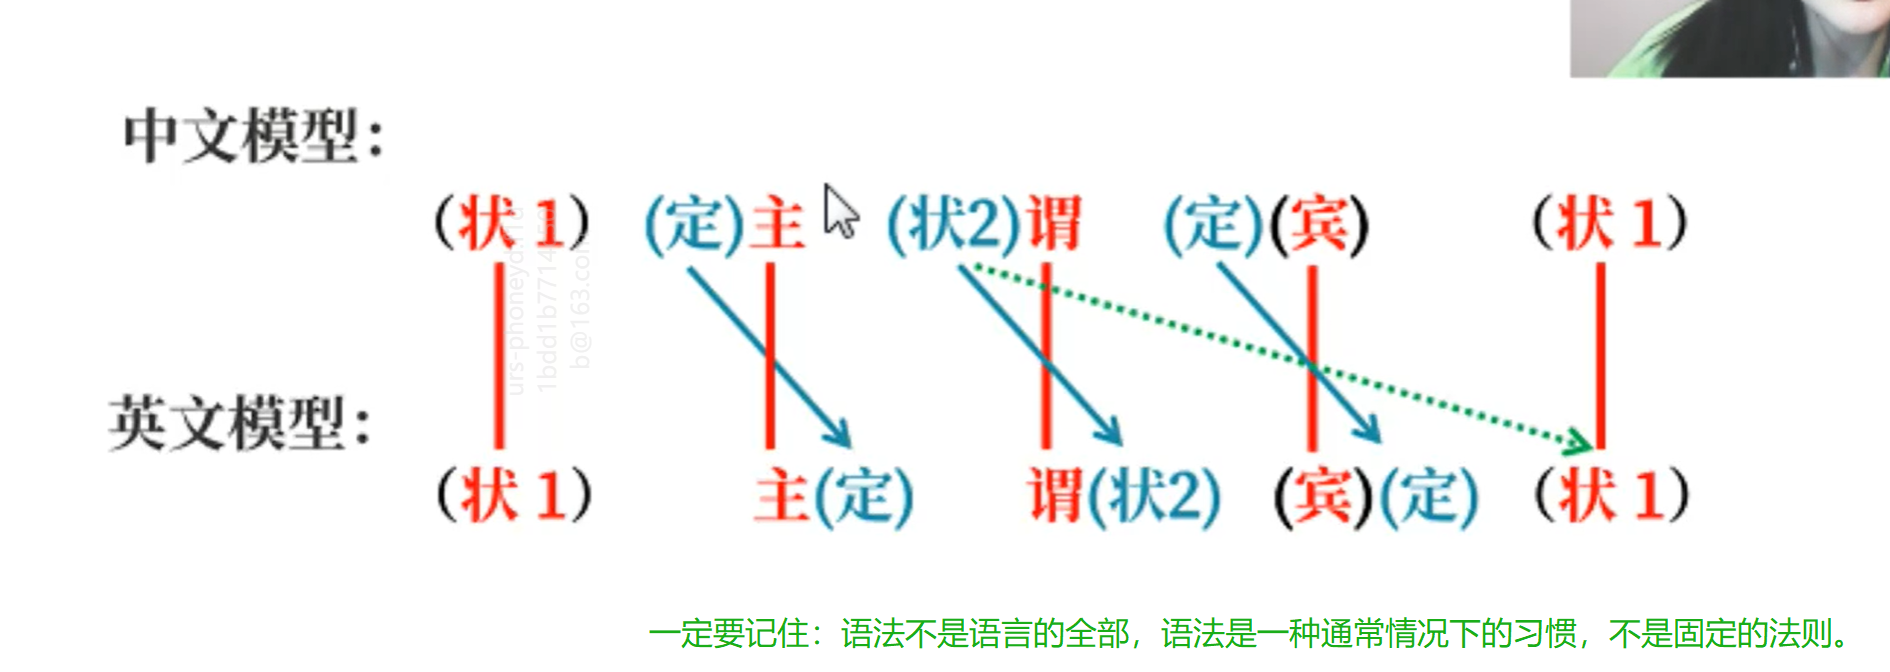 中文模型：
（状 1） (定)主 (状2)谓 (定)(宾) （状 1）
urs-phoneyd
1bdd1b7714
b@163.com
英文模型：
（状 1） 主(定) 谓(状2) (宾)(定) （状 1）
一定要记住：语法不是语言的全部，语法是一种通常情况下的习惯，不是固定的法则。